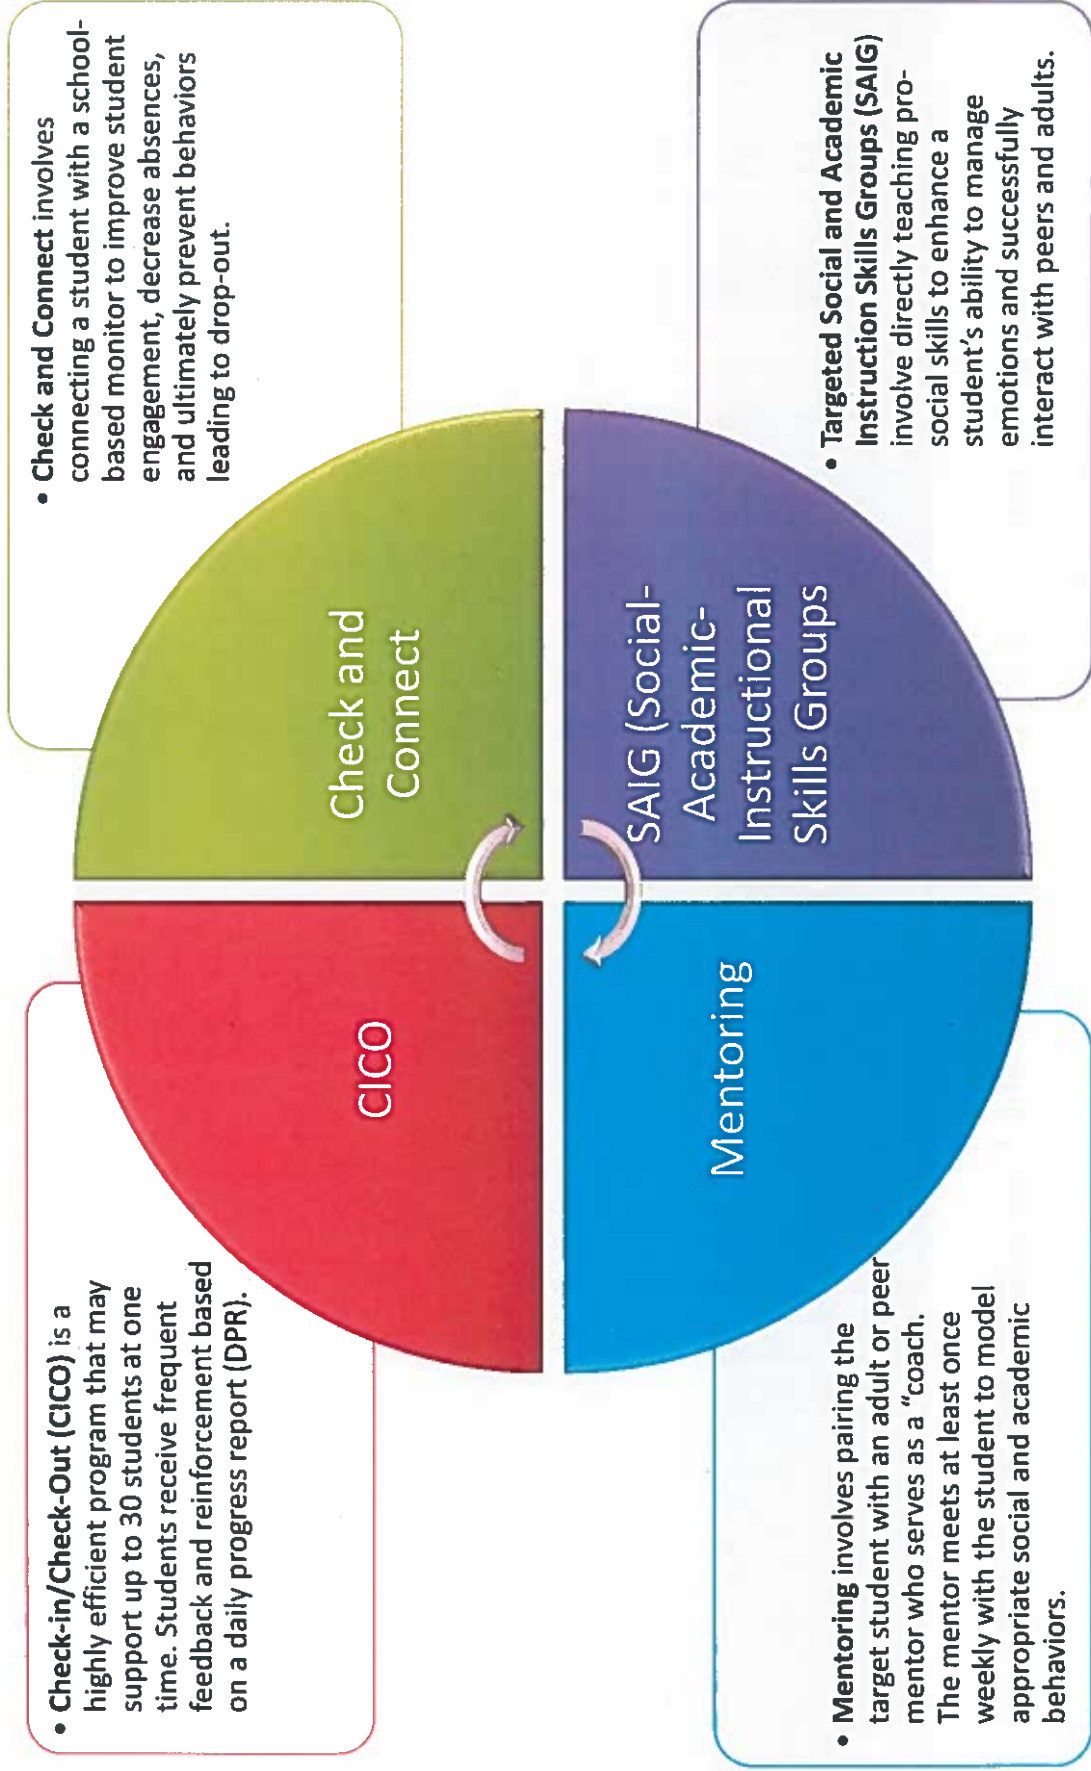 • Check-in/Check-Out (CICO) is a
highly efficient program that may
support up to 30 students at one
time. Students receive frequent
feedback and reinforcement based
on a daily progress report (DPR).
• Check and Connect involves
connecting a student with a school-
based monitor to improve student
engagement, decrease absences,
and ultimately prevent behaviors
leading to drop-out.
CICO
Check and
Connect
Mentoring
SAIG (Social-
Academic-
Instructional
Skills Groups
• Mentoring involves pairing the
target student with an adult or peer
mentor who serves as a "coach.
The mentor meets at least once
weekly with the student to model
appropriate social and academic
behaviors.
• Targeted Social and Academic
Instruction Skills Groups (SAIG)
involve directly teaching pro-
social skills to enhance a
student's ability to manage
emotions and successfully
interact with peers and adults.